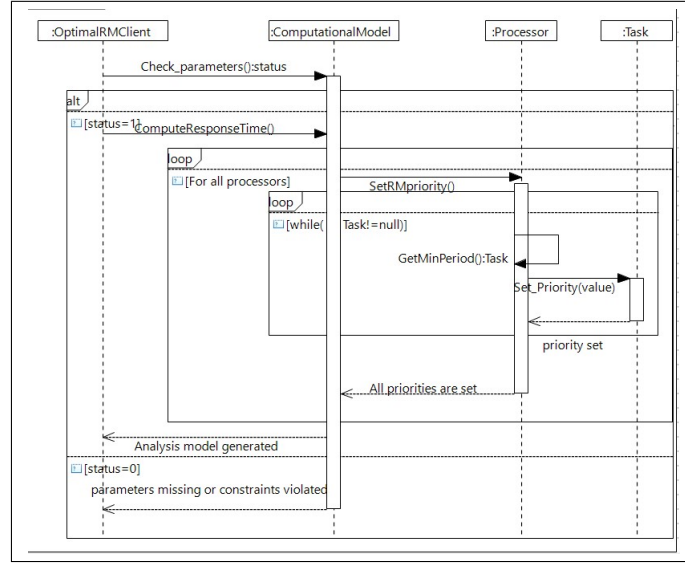 :OptimalRMClient
:ComputationalModel
:Processor
:Task
Check_parameters():status
alt
[status=1]
ComputeResponseTime()
loop
[For all processors]
SetRMpriority()
loop
[while( Task!=null)]
GetMinPeriod():Task
Set_Priority(value)
priority set
All priorities are set
Analysis model generated
[status=0]
parameters missing or constraints violated